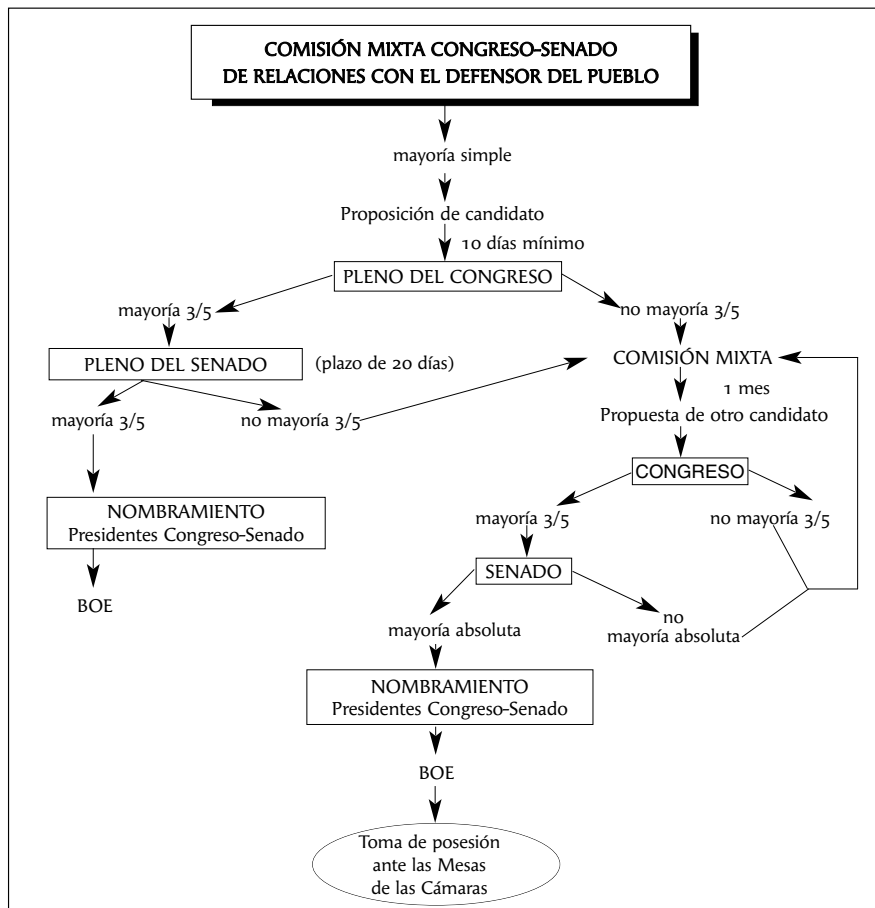 COMISIÓN MIXTA CONGRESO-SENADO
DE RELACIONES CON EL DEFENSOR DEL PUEBLO
mayoría simple
Proposición de candidato
10 días mínimo
PLENO DEL CONGRESO
mayoría 3/5
no mayoría 3/5
PLENO DEL SENADO
(plazo de 20 días)
COMISIÓN MIXTA
1 mes
mayoría 3/5
no mayoría 3/5
Propuesta de otro candidato
CONGRESO
NOMBRAMIENTO
Presidentes Congreso-Senado
mayoría 3/5
no mayoría 3/5
SENADO
BOE
no
mayoría absoluta
mayoría absoluta
NOMBRAMIENTO
Presidentes Congreso-Senado
BOE
Toma de posesión
ante las Mesas
de las Cámaras